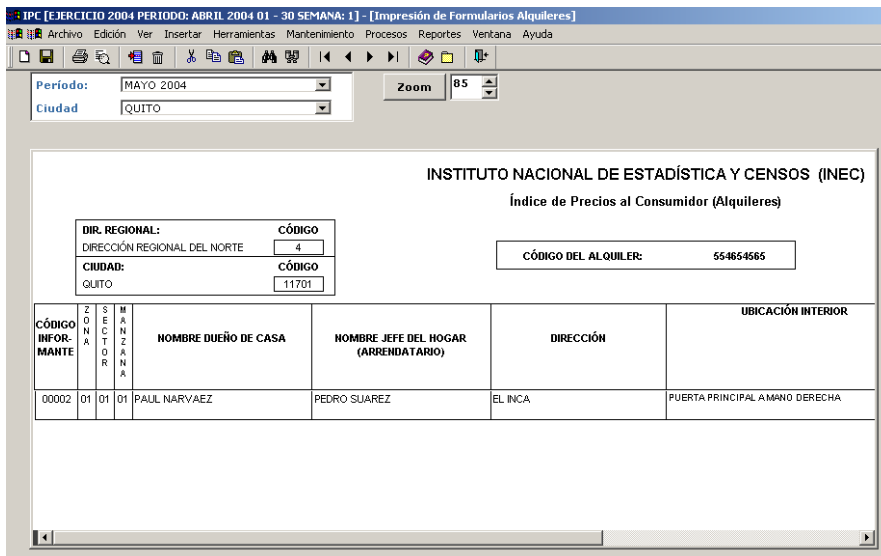 IPC [EJERCICIO 2004 PERIODO: ABRIL 2004 01 - 30 SEMANA: 1] - [Impresión de Formularios Alquileres]
Archivo Edición Ver Insertar Herramientas Mantenimiento Procesos Reportes Ventana Ayuda
Período: MAYO 2004 Zoom 85
Ciudad QUITO
INSTITUTO NACIONAL DE ESTADÍSTICA Y CENSOS (INEC)
Índice de Precios al Consumidor (Alquileres)
DIR. REGIONAL: CÓDIGO
DIRECCIÓN REGIONAL DEL NORTE 4
CIUDAD: CÓDIGO
QUITO 11701
CÓDIGO DEL ALQUILER: 554654565
CÓDIGO INFOR-MANTE ZONA SECTOR MANZANA NOMBRE DUEÑO DE CASA NOMBRE JEFE DEL HOGAR (ARRENDATARIO) DIRECCIÓN UBICACIÓN INTERIOR
00002 01 01 01 PAUL NARVAEZ PEDRO SUAREZ EL INCA PUERTA PRINCIPAL A MANO DERECHA